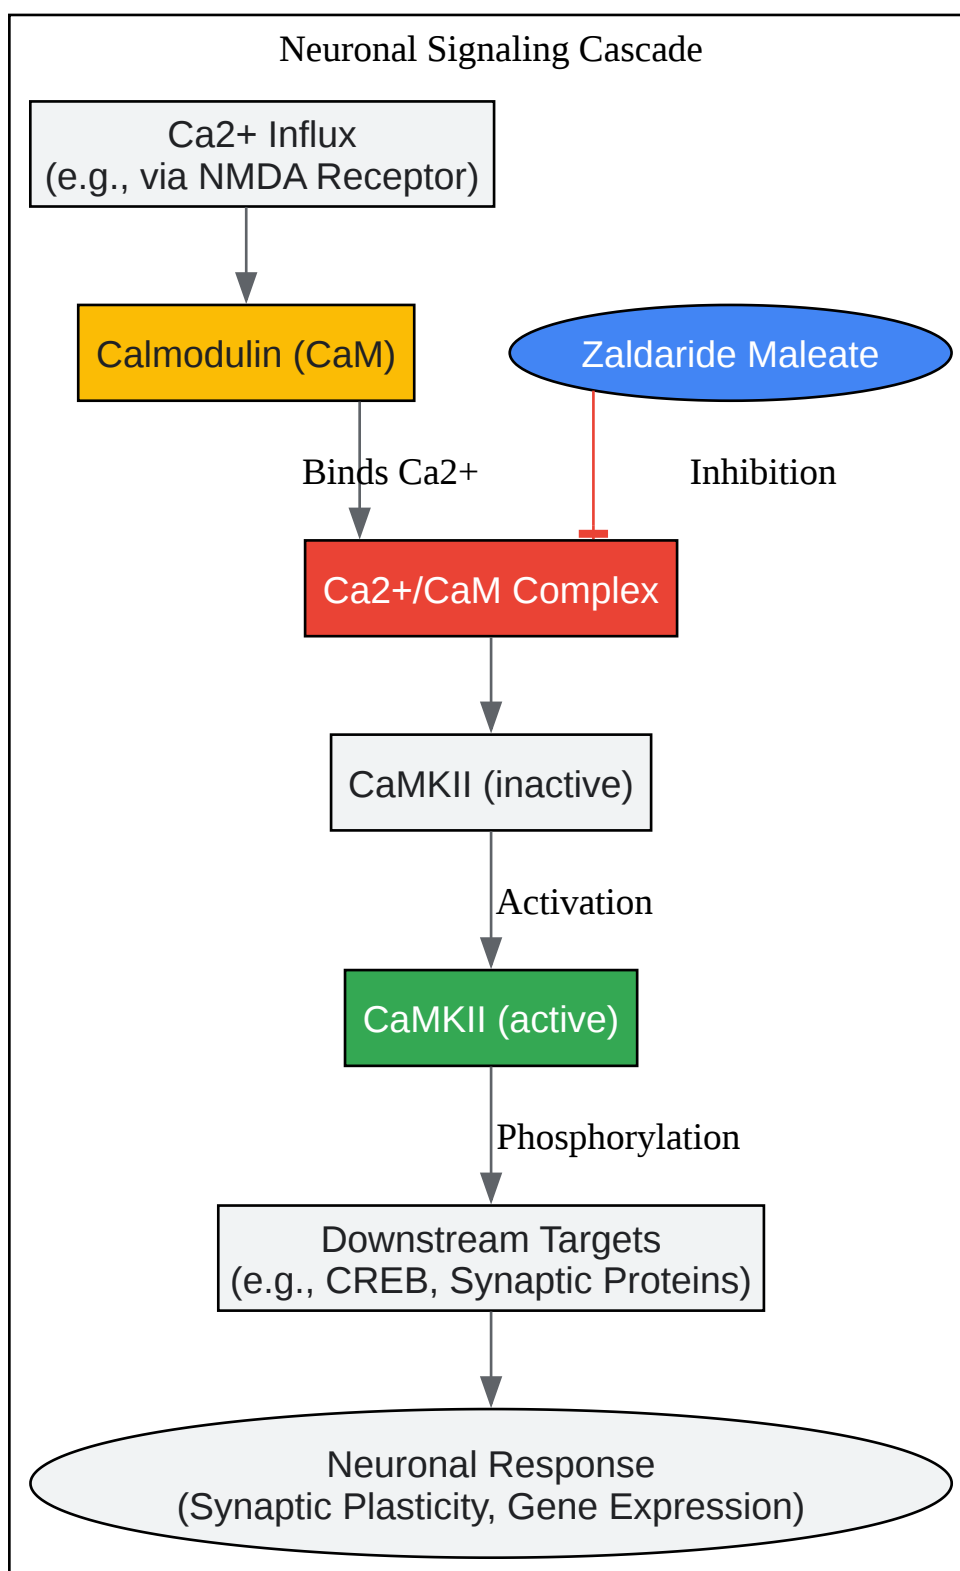 Neuronal Signaling Cascade
Ca2+ Influx
(e.g., via NMDA Receptor)
Calmodulin (CaM)
Zaldaride Maleate
Binds Ca2+
Inhibition
Ca2+/CaM Complex
CaMKII (inactive)
Activation
CaMKII (active)
Phosphorylation
Downstream Targets
(e.g., CREB, Synaptic Proteins)
Neuronal Response
(Synaptic Plasticity, Gene Expression)